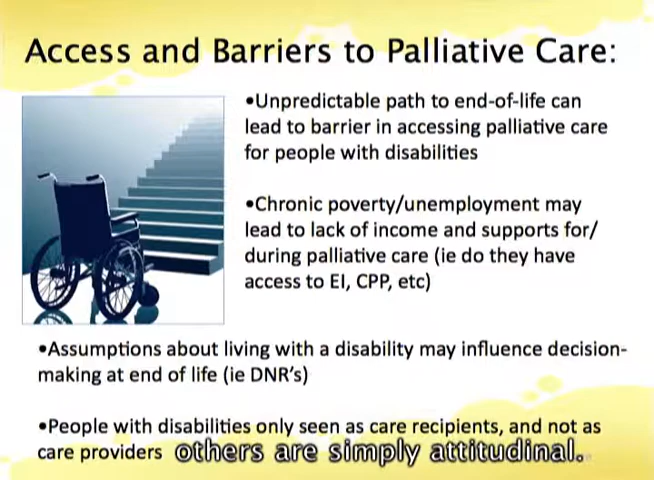 Access and Barriers to Palliative Care:
•Unpredictable path to end-of-life can
lead to barrier in accessing palliative care
for people with disabilities
•Chronic poverty/unemployment may
lead to lack of income and supports for/
during palliative care (ie do they have
access to EI, CPP, etc)
•Assumptions about living with a disability may influence decision-
making at end of life (ie DNR's)
•People with disabilities only seen as care recipients, and not as
care providers
others are simply attitudinal.